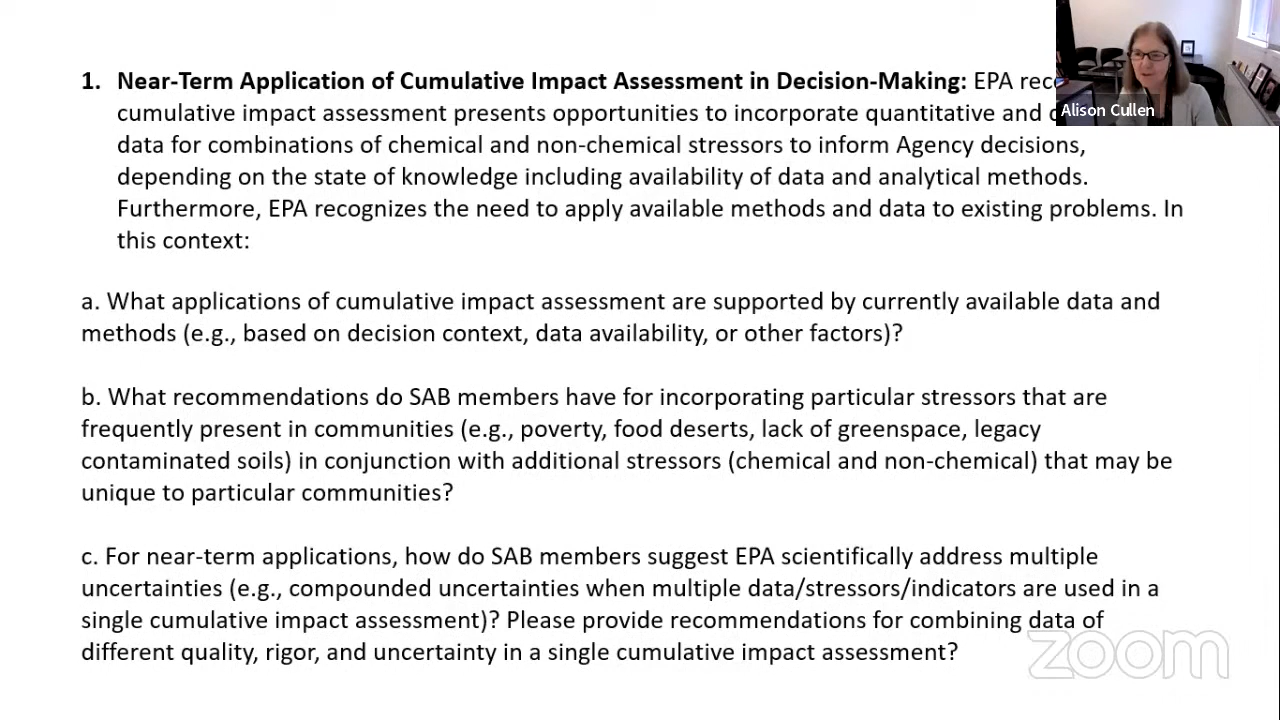 1. Near-Term Application of Cumulative Impact Assessment in Decision-Making: EPA
cumulative impact assessment presents opportunities to incorporate quantitative and
data for combinations of chemical and non-chemical stressors to inform Agency decisions,
depending on the state of knowledge including availability of data and analytical methods.
Furthermore, EPA recognizes the need to apply available methods and data to existing problems. In
this context:
Alison Cullen
a. What applications of cumulative impact assessment are supported by currently available data and
methods (e.g., based on decision context, data availability, or other factors)?
b. What recommendations do SAB members have for incorporating particular stressors that are
frequently present in communities (e.g., poverty, food deserts, lack of greenspace, legacy
contaminated soils) in conjunction with additional stressors (chemical and non-chemical) that may be
unique to particular communities?
c. For near-term applications, how do SAB members suggest EPA scientifically address multiple
uncertainties (e.g., compounded uncertainties when multiple data/stressors/indicators are used in a
single cumulative impact assessment)? Please provide recommendations for combining data of
different quality, rigor, and uncertainty in a single cumulative impact assessment?
zoom